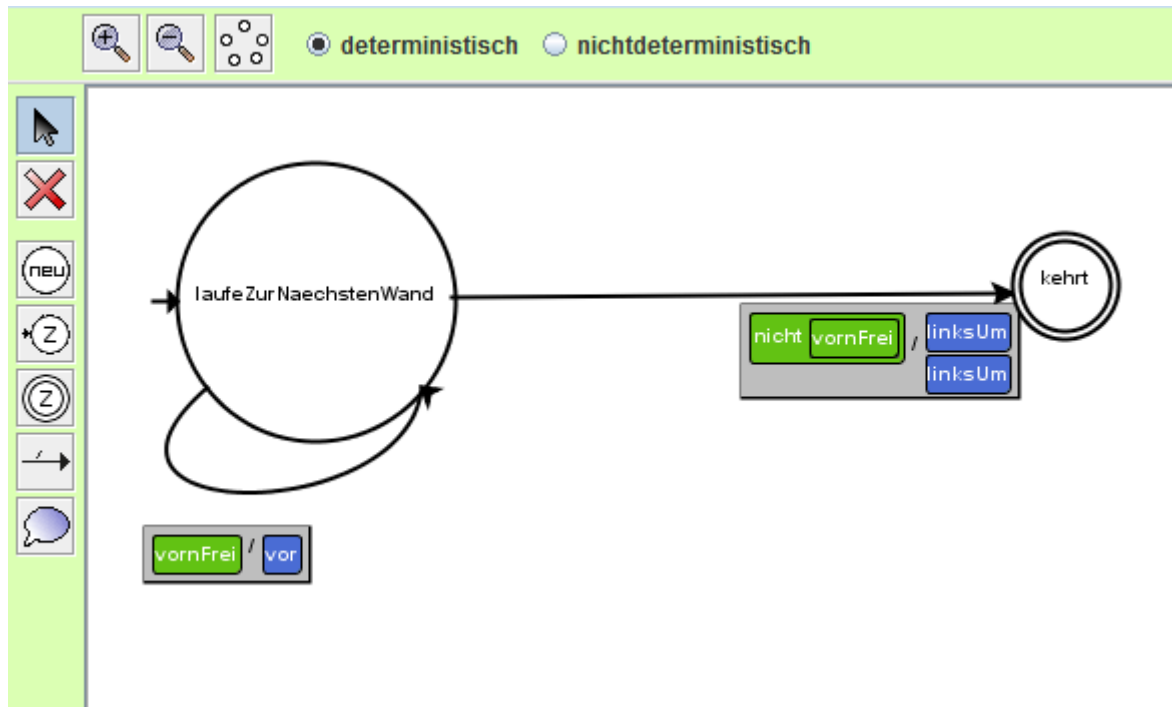 deterministisch nichtdeterministisch
neu
Z
Z
laufeZurNaechstenWand
kehrt
nicht vornFrei / linksUm
linksUm
vornFrei / vor